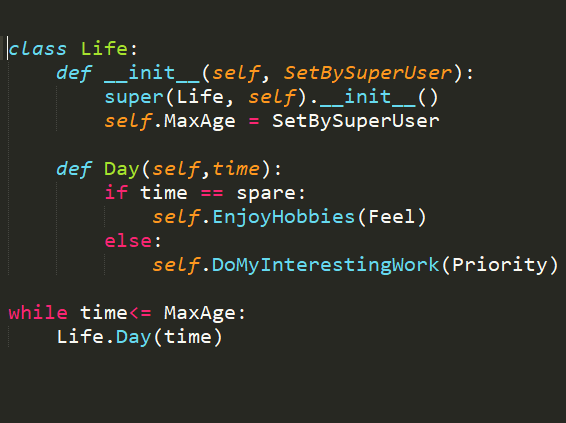 class Life:
    def __init__(self, SetBySuperUser):
        super(Life, self).__init__()
        self.MaxAge = SetBySuperUser

    def Day(self,time):
        if time == spare:
            self.EnjoyHobbies(Feel)
        else:
            self.DoMyInterestingWork(Priority)

while time<= MaxAge:
    Life.Day(time)